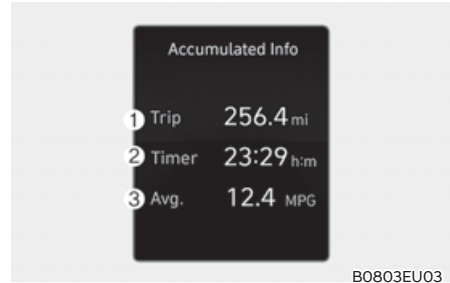 Accumulated Info
1 Trip 256.4 mi
2 Timer 23:29 h:m
3 Avg. 12.4 MPG
B0803EU03